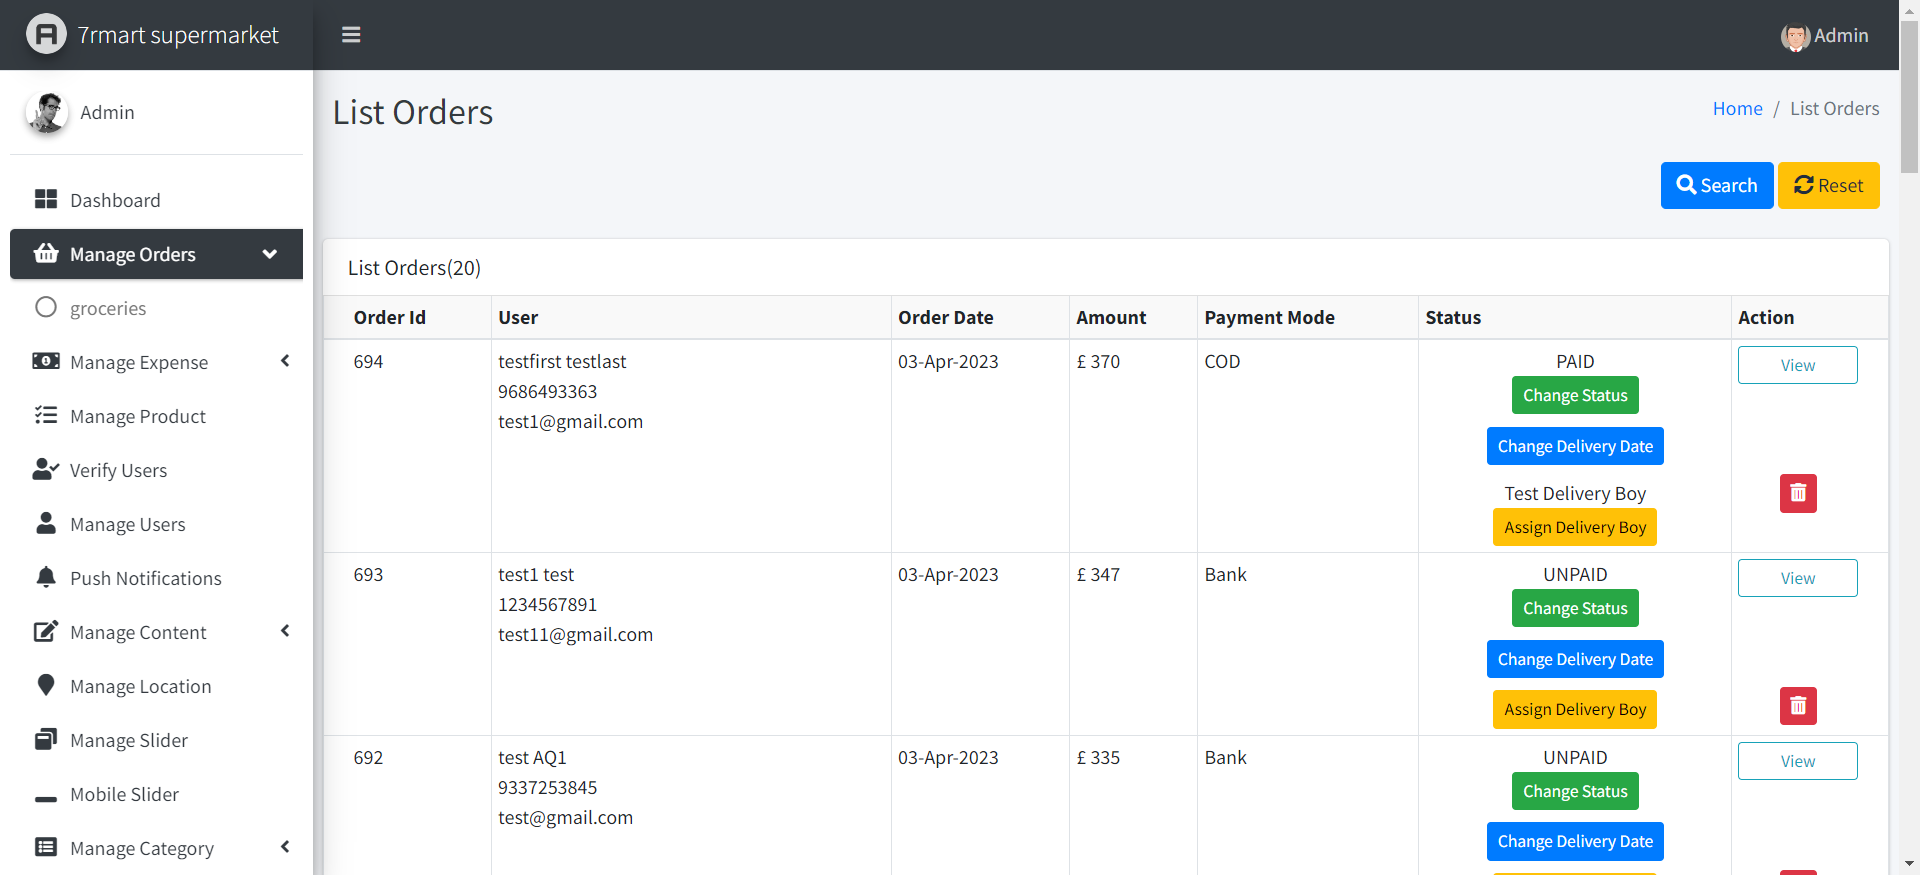 7rmart supermarket
Admin
Admin
List Orders
Home / List Orders
Search
Reset
Dashboard
Manage Orders
groceries
Manage Expense
Manage Product
Verify Users
Manage Users
Push Notifications
Manage Content
Manage Location
Manage Slider
Mobile Slider
Manage Category
List Orders(20)
Order Id User Order Date Amount Payment Mode Status Action
694 testfirst testlast 03-Apr-2023 £ 370 COD PAID View
9686493363 Change Status
test1@gmail.com Change Delivery Date
Test Delivery Boy
Assign Delivery Boy
693 test1 test 03-Apr-2023 £ 347 Bank UNPAID View
1234567891 Change Status
test11@gmail.com Change Delivery Date
Assign Delivery Boy
692 test AQ1 03-Apr-2023 £ 335 Bank UNPAID View
9337253845 Change Status
test@gmail.com Change Delivery Date